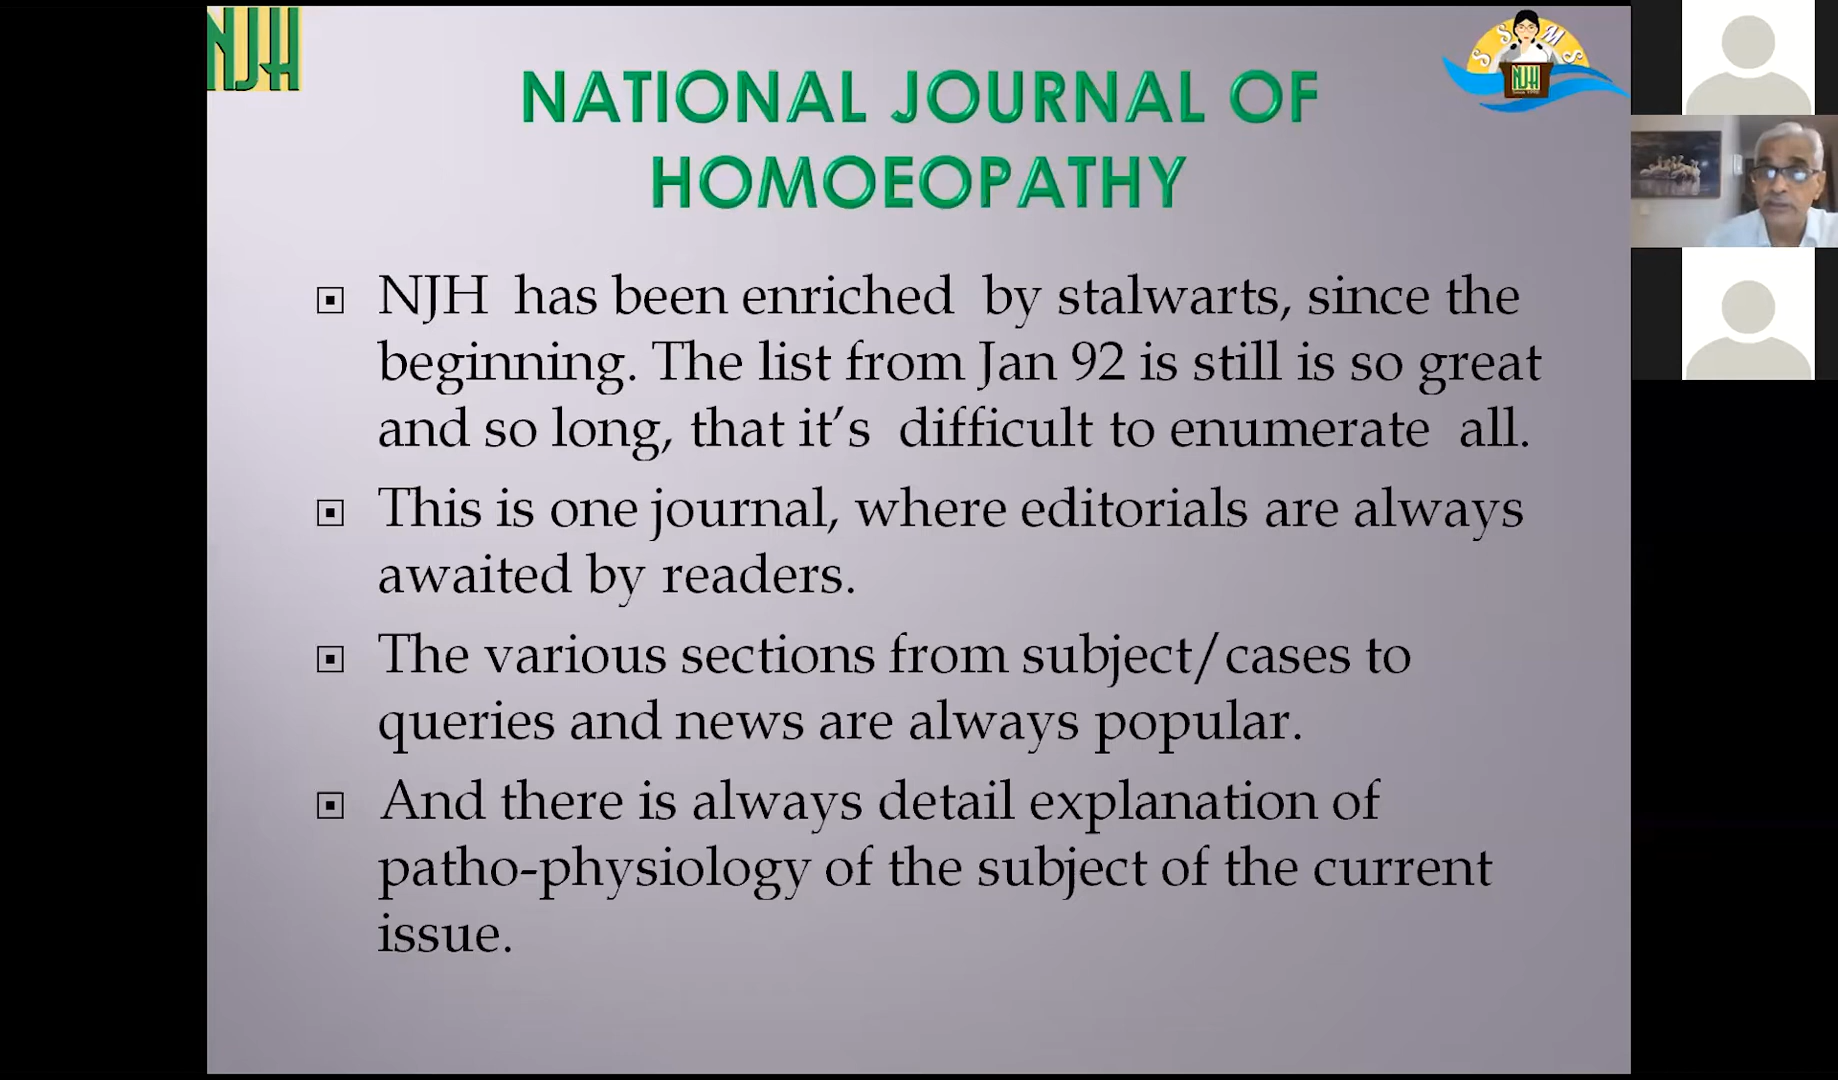 NJH
S S M S
NJH
Since 1990
NATIONAL JOURNAL OF
HOMOEOPATHY
NJH has been enriched by stalwarts, since the
beginning. The list from Jan 92 is still is so great
and so long, that it’s difficult to enumerate all.
This is one journal, where editorials are always
awaited by readers.
The various sections from subject/cases to
queries and news are always popular.
And there is always detail explanation of
patho-physiology of the subject of the current
issue.